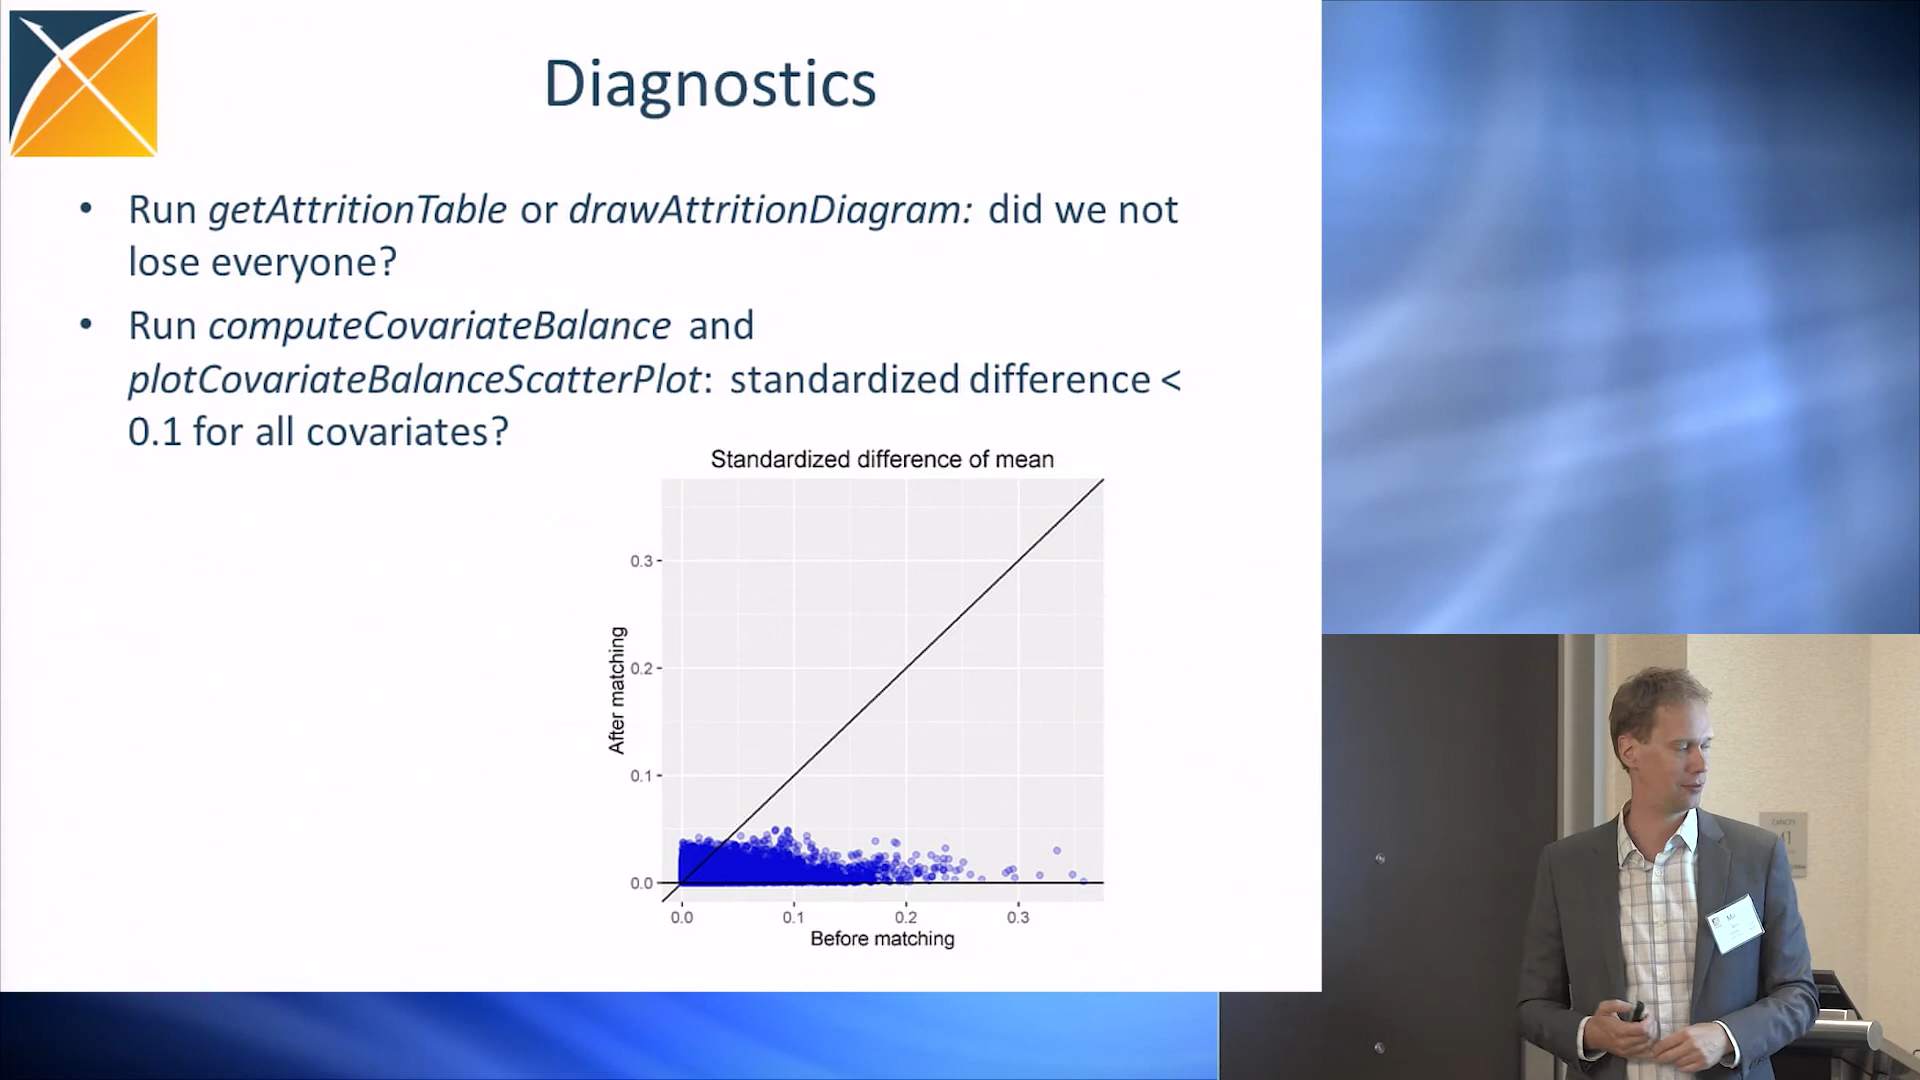 Diagnostics
• Run getAttritionTable or drawAttritionDiagram: did we not
lose everyone?
• Run computeCovariateBalance and
plotCovariateBalanceScatterPlot: standardized difference <
0.1 for all covariates?
Standardized difference of mean
After matching
0.3
0.2
0.1
0.0
0.0 0.1 0.2 0.3
Before matching